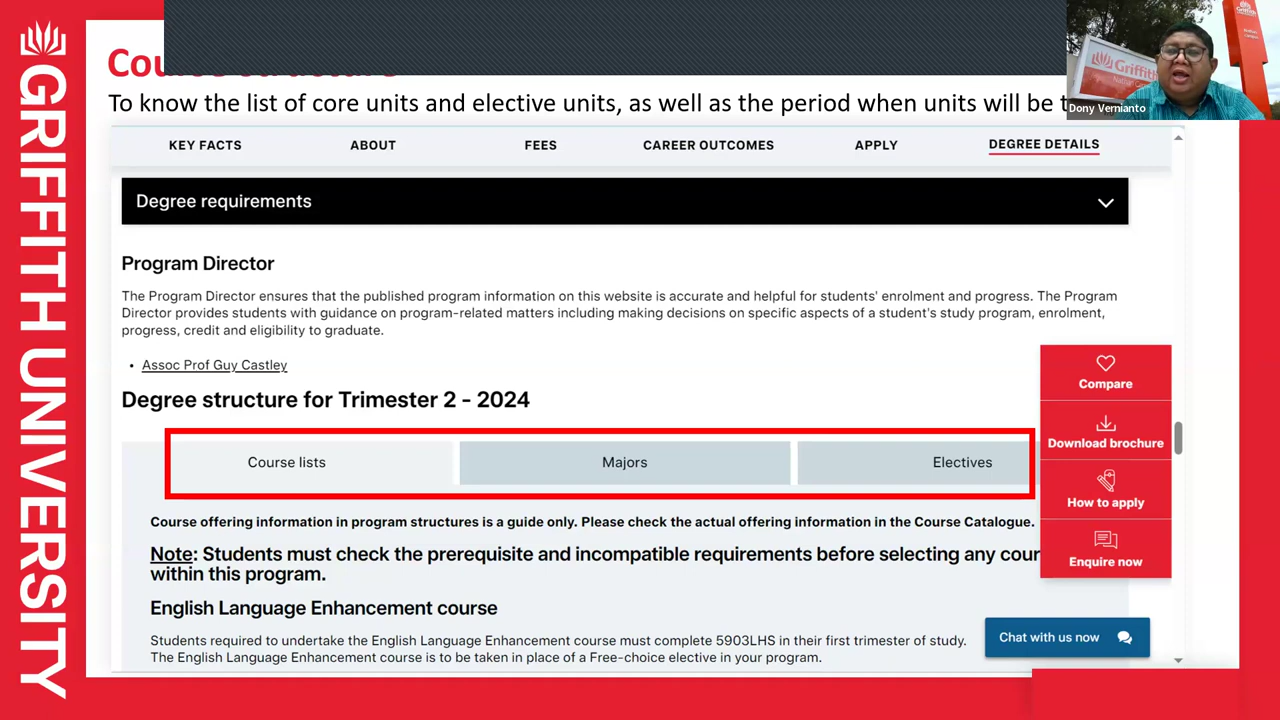 GRIFFITH UNIVERSITY
To know the list of core units and elective units, as well as the period when units will be
Griffith
Dony Vernianto
KEY FACTS ABOUT FEES CAREER OUTCOMES APPLY DEGREE DETAILS
Degree requirements
Program Director
The Program Director ensures that the published program information on this website is accurate and helpful for students' enrolment and progress. The Program
Director provides students with guidance on program-related matters including making decisions on specific aspects of a student's study program, enrolment,
progress, credit and eligibility to graduate.
• Assoc Prof Guy Castley
Degree structure for Trimester 2 - 2024
Compare
Download brochure
How to apply
Enquire now
Course lists Majors Electives
Course offering information in program structures is a guide only. Please check the actual offering information in the Course Catalogue.
Note: Students must check the prerequisite and incompatible requirements before selecting any cour
within this program.
English Language Enhancement course
Students required to undertake the English Language Enhancement course must complete 5903LHS in their first trimester of study.
The English Language Enhancement course is to be taken in place of a Free-choice elective in your program.
Chat with us now